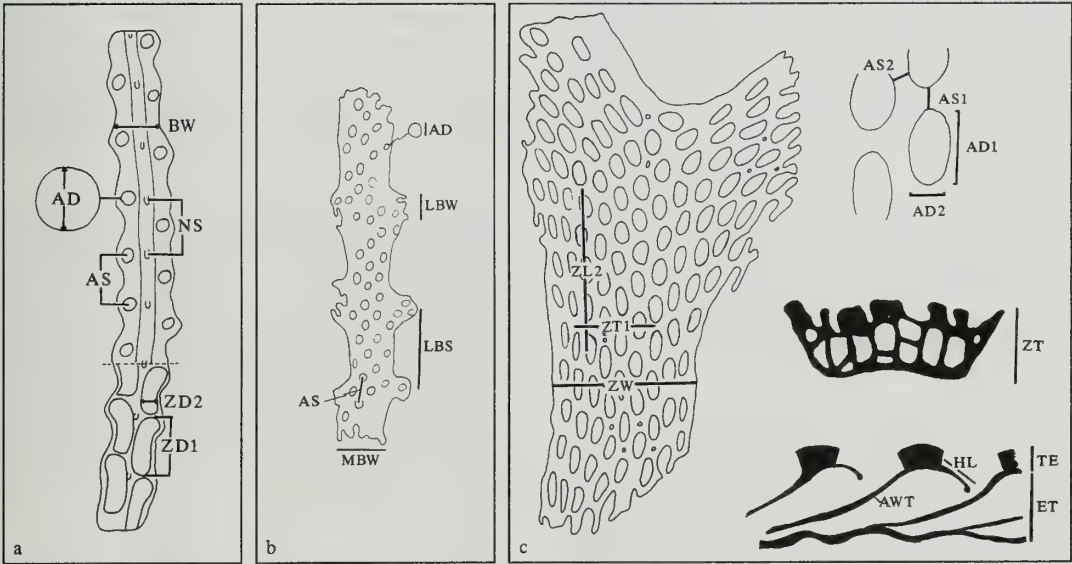 BW
AD
NS
AS
ZD2
ZD1
a
AD
LBW
LBS
AS
MBW
b
ZL2
ZT1
ZW
AS2
AS1
AD1
AD2
ZT
HL
TE
AWT
ET
c